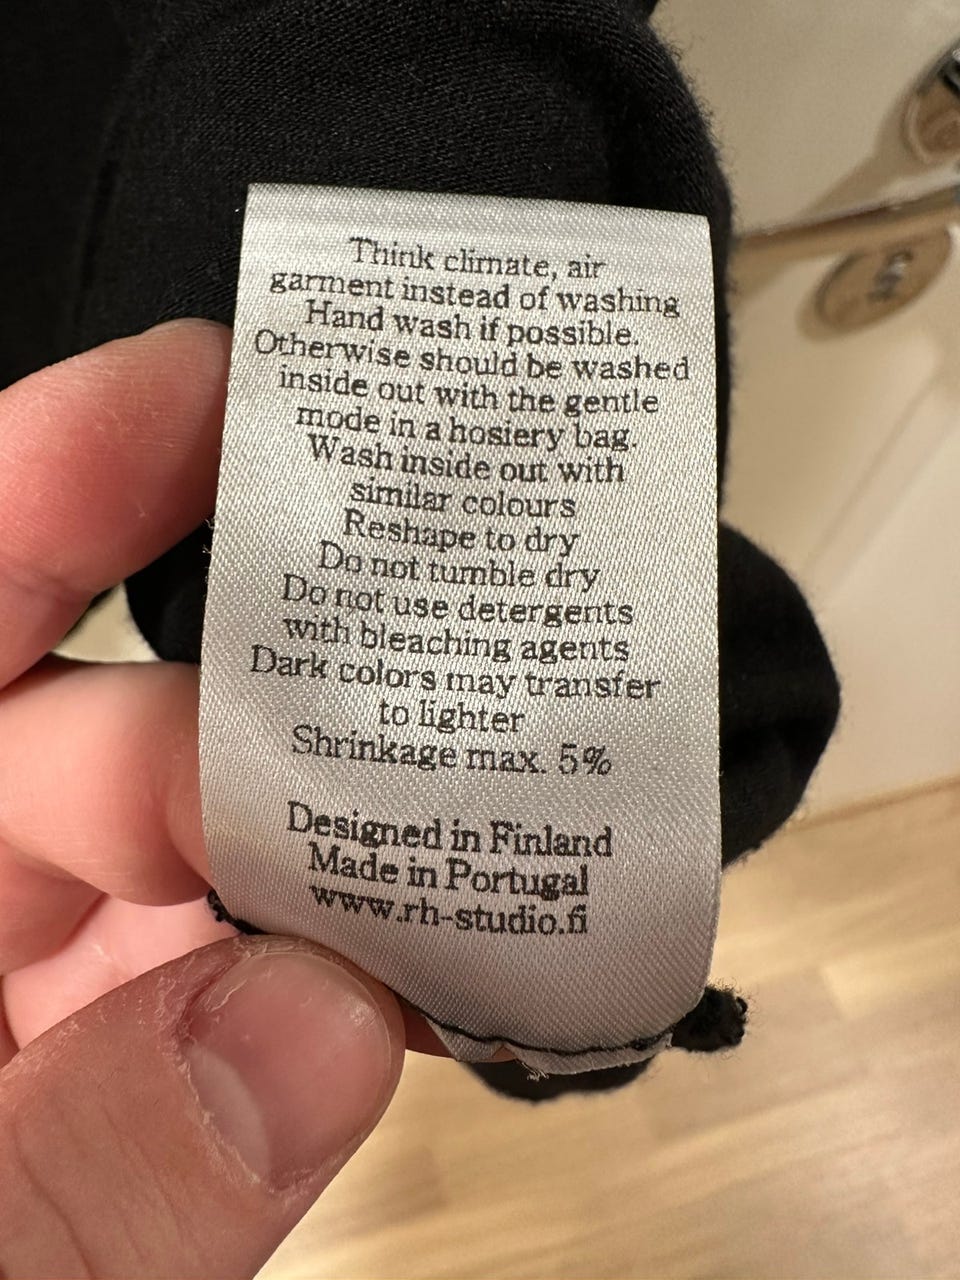 Think climate, air
garment instead of washing
Hand wash if possible.
Otherwise should be washed
inside out with the gentle
mode in a hosiery bag.
Wash inside out with
similar colours
Reshape to dry
Do not tumble dry
Do not use detergents
with bleaching agents
Dark colors may transfer
to lighter
Shrinkage max. 5%
Designed in Finland
Made in Portugal
www.rh-studio.fi